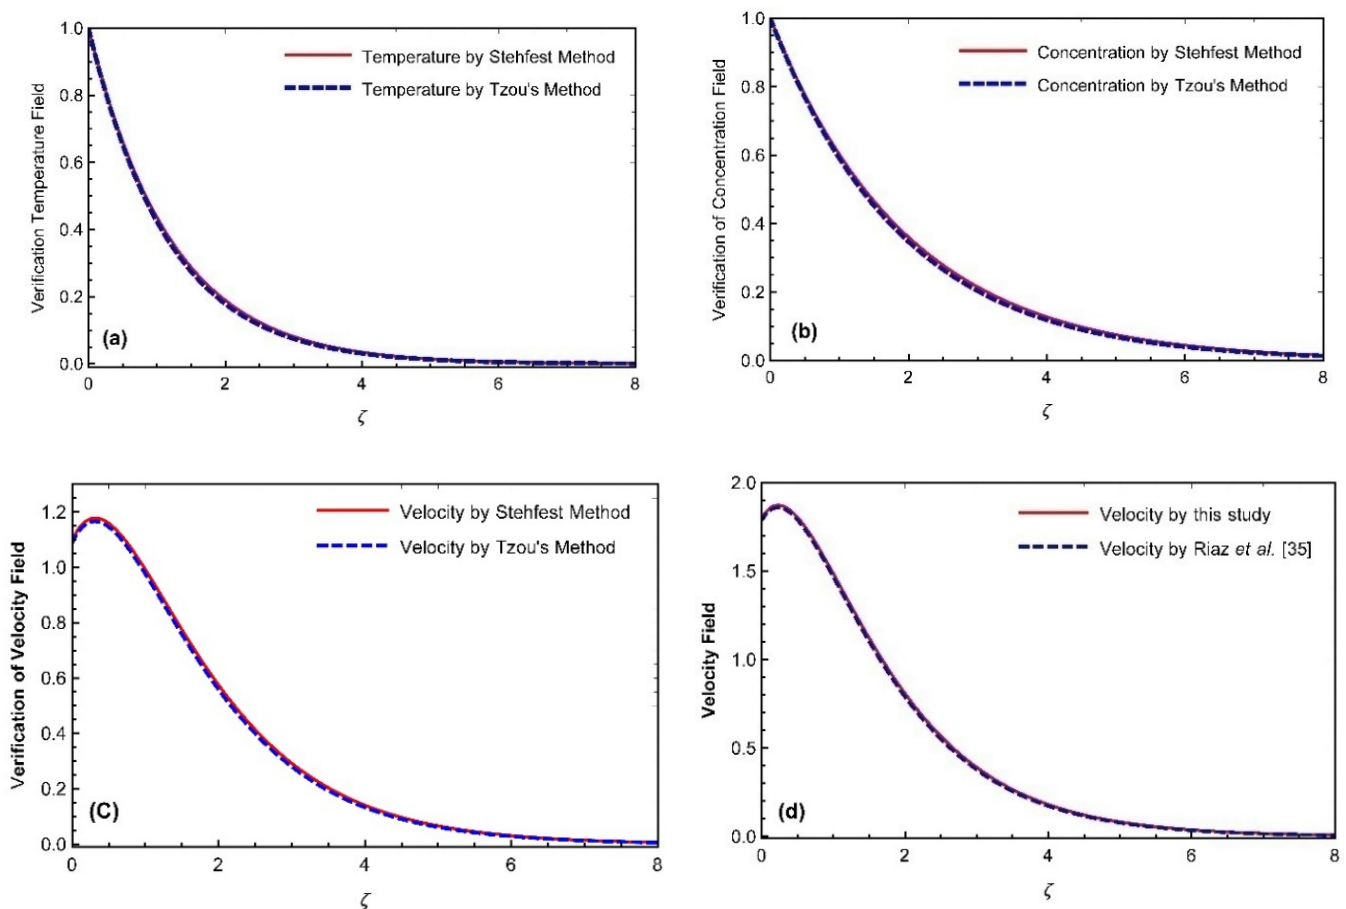 1.0
0.8
0.6
0.4
0.2
0.0
0 2 4 6 8
Verification Temperature Field
Temperature by Stehfest Method
Temperature by Tzou's Method
(a)
ζ
1.0
0.8
0.6
0.4
0.2
0.0
0 2 4 6 8
Verification of Concentration Field
Concentration by Stehfest Method
Concentration by Tzou's Method
(b)
ζ
1.2
1.0
0.8
0.6
0.4
0.2
0.0
0 2 4 6 8
Verification of Velocity Field
Velocity by Stehfest Method
Velocity by Tzou's Method
(C)
ζ
2.0
1.5
1.0
0.5
0.0
0 2 4 6 8
Velocity Field
Velocity by this study
Velocity by Riaz et al. [35]
(d)
ζ